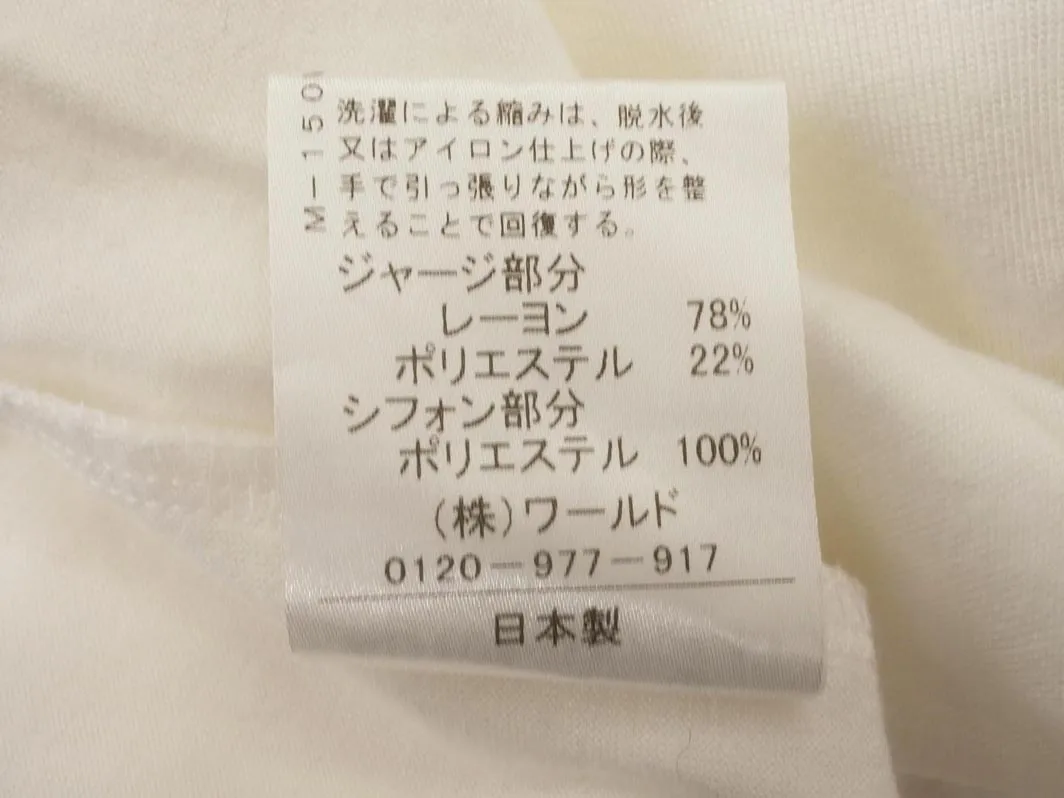 M－150
洗濯による縮みは、脱水後
又はアイロン仕上げの際、
手で引っ張りながら形を整
えることで回復する。
ジャージ部分
レーヨン 78%
ポリエステル 22%
シフォン部分
ポリエステル 100%
(株)ワールド
0120－977－917
日本製